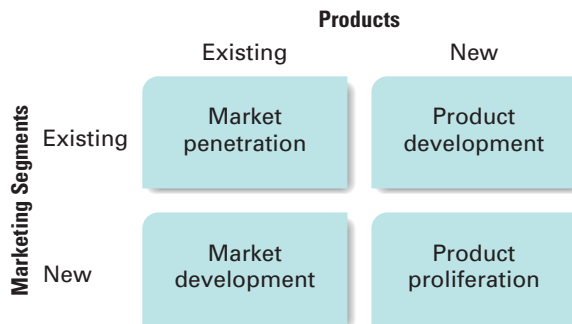 Products
Existing
New
Marketing Segments
Existing
Market
penetration
Product
development
New
Market
development
Product
proliferation